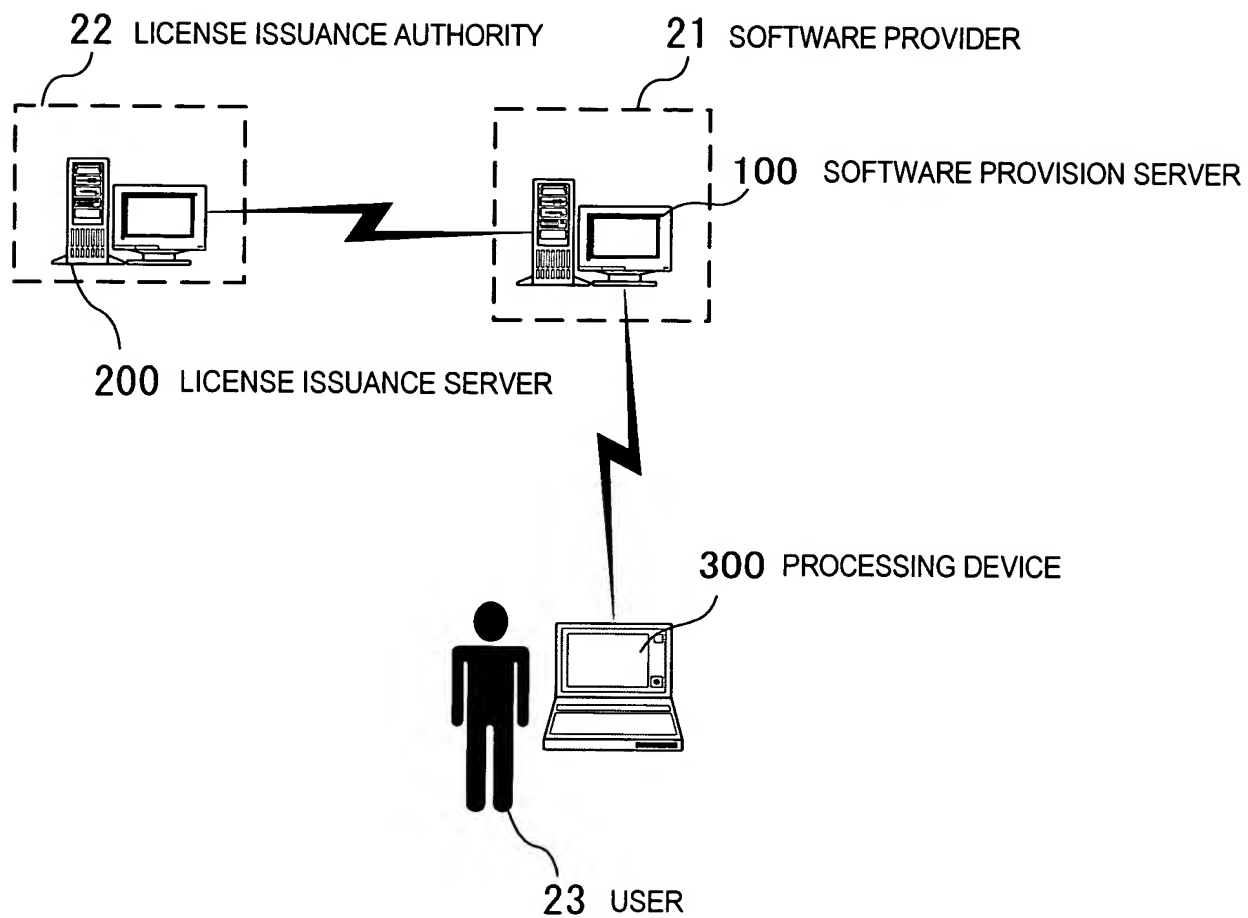 22 LICENSE ISSUANCE AUTHORITY
21 SOFTWARE PROVIDER
100 SOFTWARE PROVISION SERVER
200 LICENSE ISSUANCE SERVER
300 PROCESSING DEVICE
23 USER